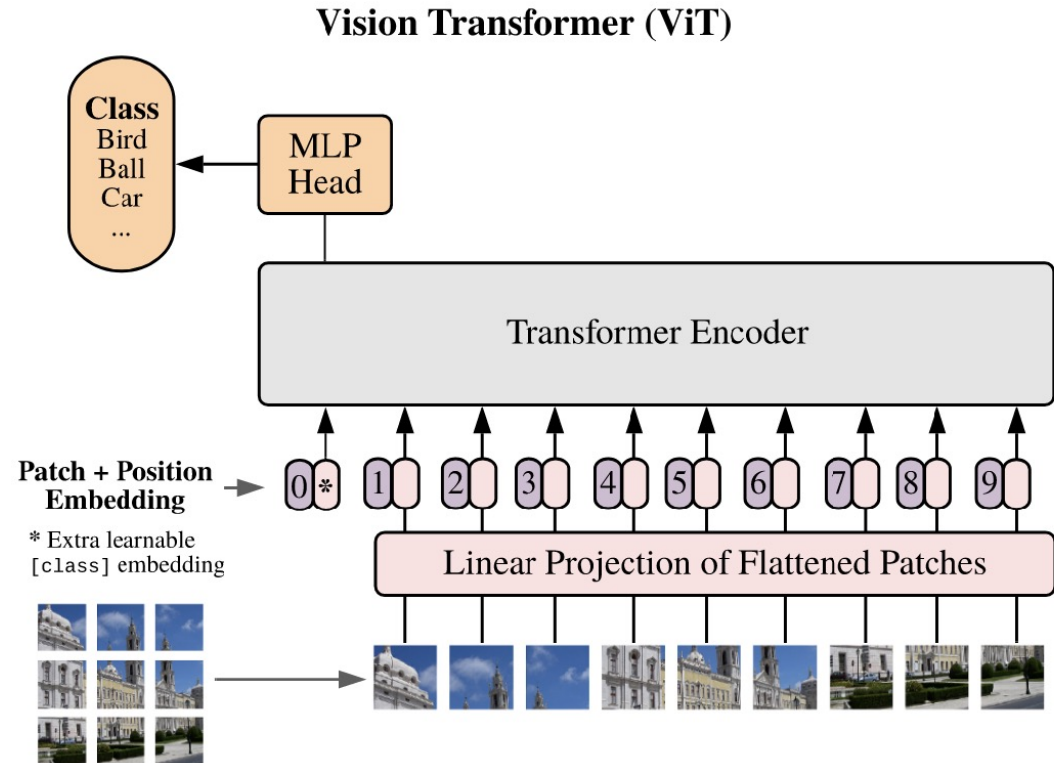 Vision Transformer (ViT)
Class
Bird
Ball
Car
...
MLP
Head
Transformer Encoder
Patch + Position
Embedding
0 * 1 2 3 4 5 6 7 8 9
* Extra learnable
[class] embedding
Linear Projection of Flattened Patches